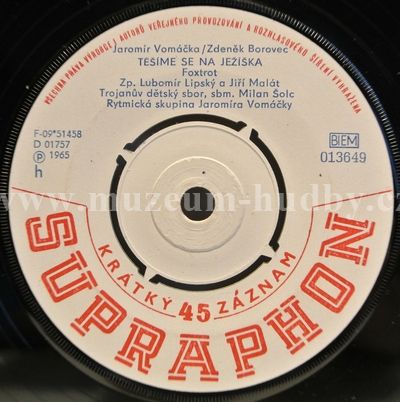 VŠECHNA PRÁVA VÝROBCE I AUTORŮ VEŘEJNÉHO PROVOZOVÁNÍ A ROZHLASOVÉHO ŠÍŘENÍ VYHRAZENA
Jaromír Vomáčka/Zdeněk Borovec
TĚSÍME SE NA JEŽÍŠKA
Foxtrot
Zp. Lubomír Lipský a Jiří Malát
Trojanův dětský sbor, sbm. Milan Šolc
Rytmická skupina Jaromíra Vomáčky
F-09*51458
D 01757
Ⓟ 1965
h
BIEM
013649
www.muzeum-hudby.cz
KRÁTKÝ 45 ZÁZNAM
SUPRAPHON